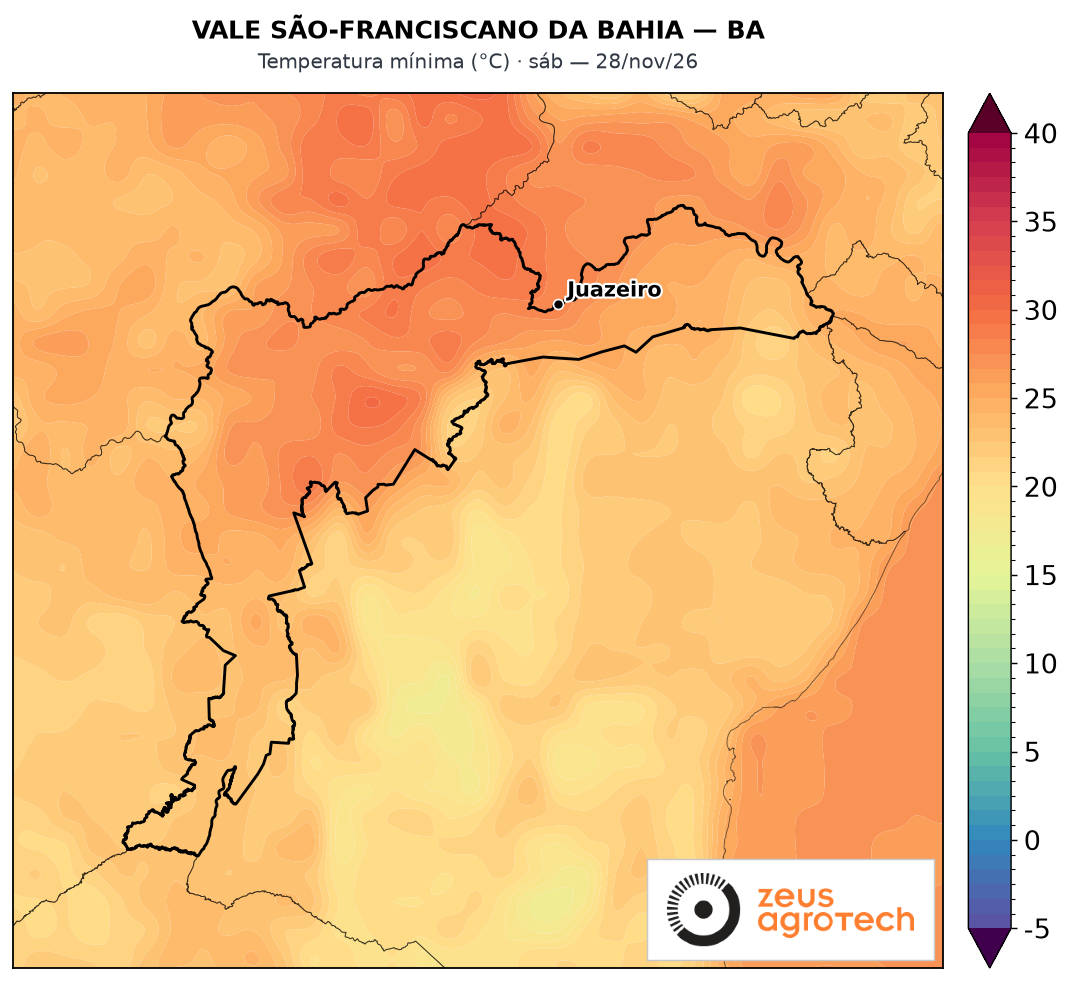 VALE SÃO-FRANCISCANO DA BAHIA — BA
Temperatura mínima (°C) · sáb — 28/nov/26
Juazeiro
40
35
30
25
20
15
10
5
0
-5
zeus
agrotech